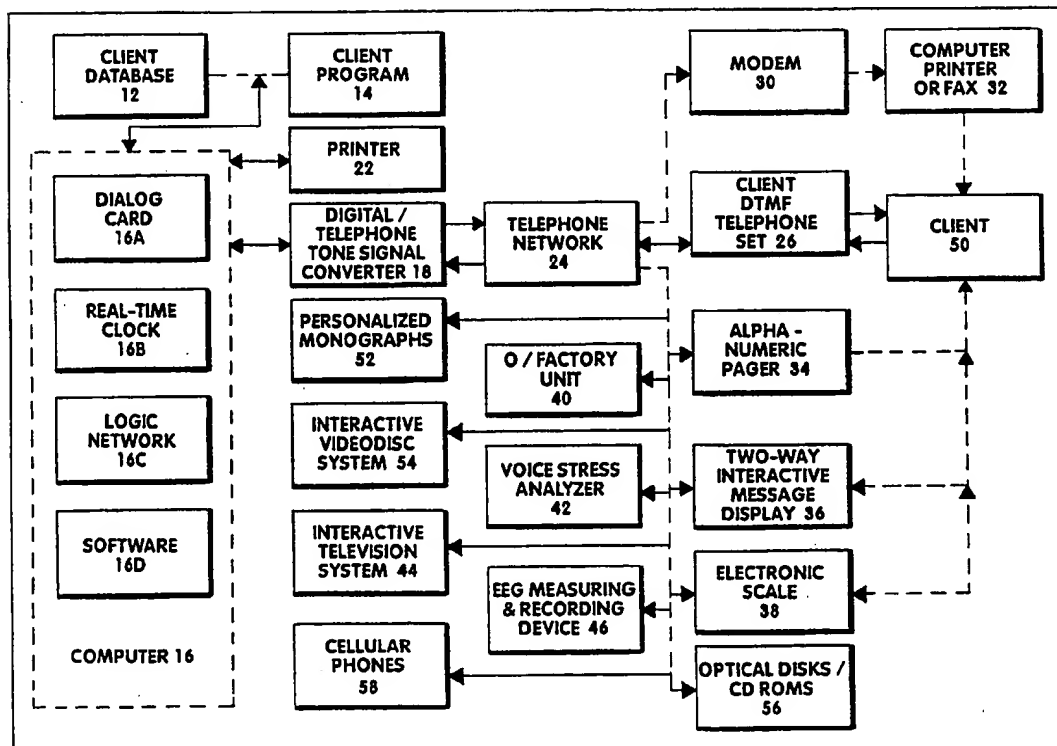 CLIENT
DATABASE
12
CLIENT
PROGRAM
14
MODEM
30
COMPUTER
PRINTER
OR FAX 32
PRINTER
22
DIALOG
CARD
16A
DIGITAL /
TELEPHONE
TONE SIGNAL
CONVERTER 18
TELEPHONE
NETWORK
24
CLIENT
DTMF
TELEPHONE
SET 26
CLIENT
50
REAL-TIME
CLOCK
16B
PERSONALIZED
MONOGRAPHS
52
O / FACTORY
UNIT
40
ALPHA -
NUMERIC
PAGER 34
LOGIC
NETWORK
16C
INTERACTIVE
VIDEODISC
SYSTEM 54
VOICE STRESS
ANALYZER
42
TWO-WAY
INTERACTIVE
MESSAGE
DISPLAY 36
SOFTWARE
16D
INTERACTIVE
TELEVISION
SYSTEM 44
EEG MEASURING
& RECORDING
DEVICE 46
ELECTRONIC
SCALE
38
COMPUTER 16
CELLULAR
PHONES
58
OPTICAL DISKS /
CD ROMS
56